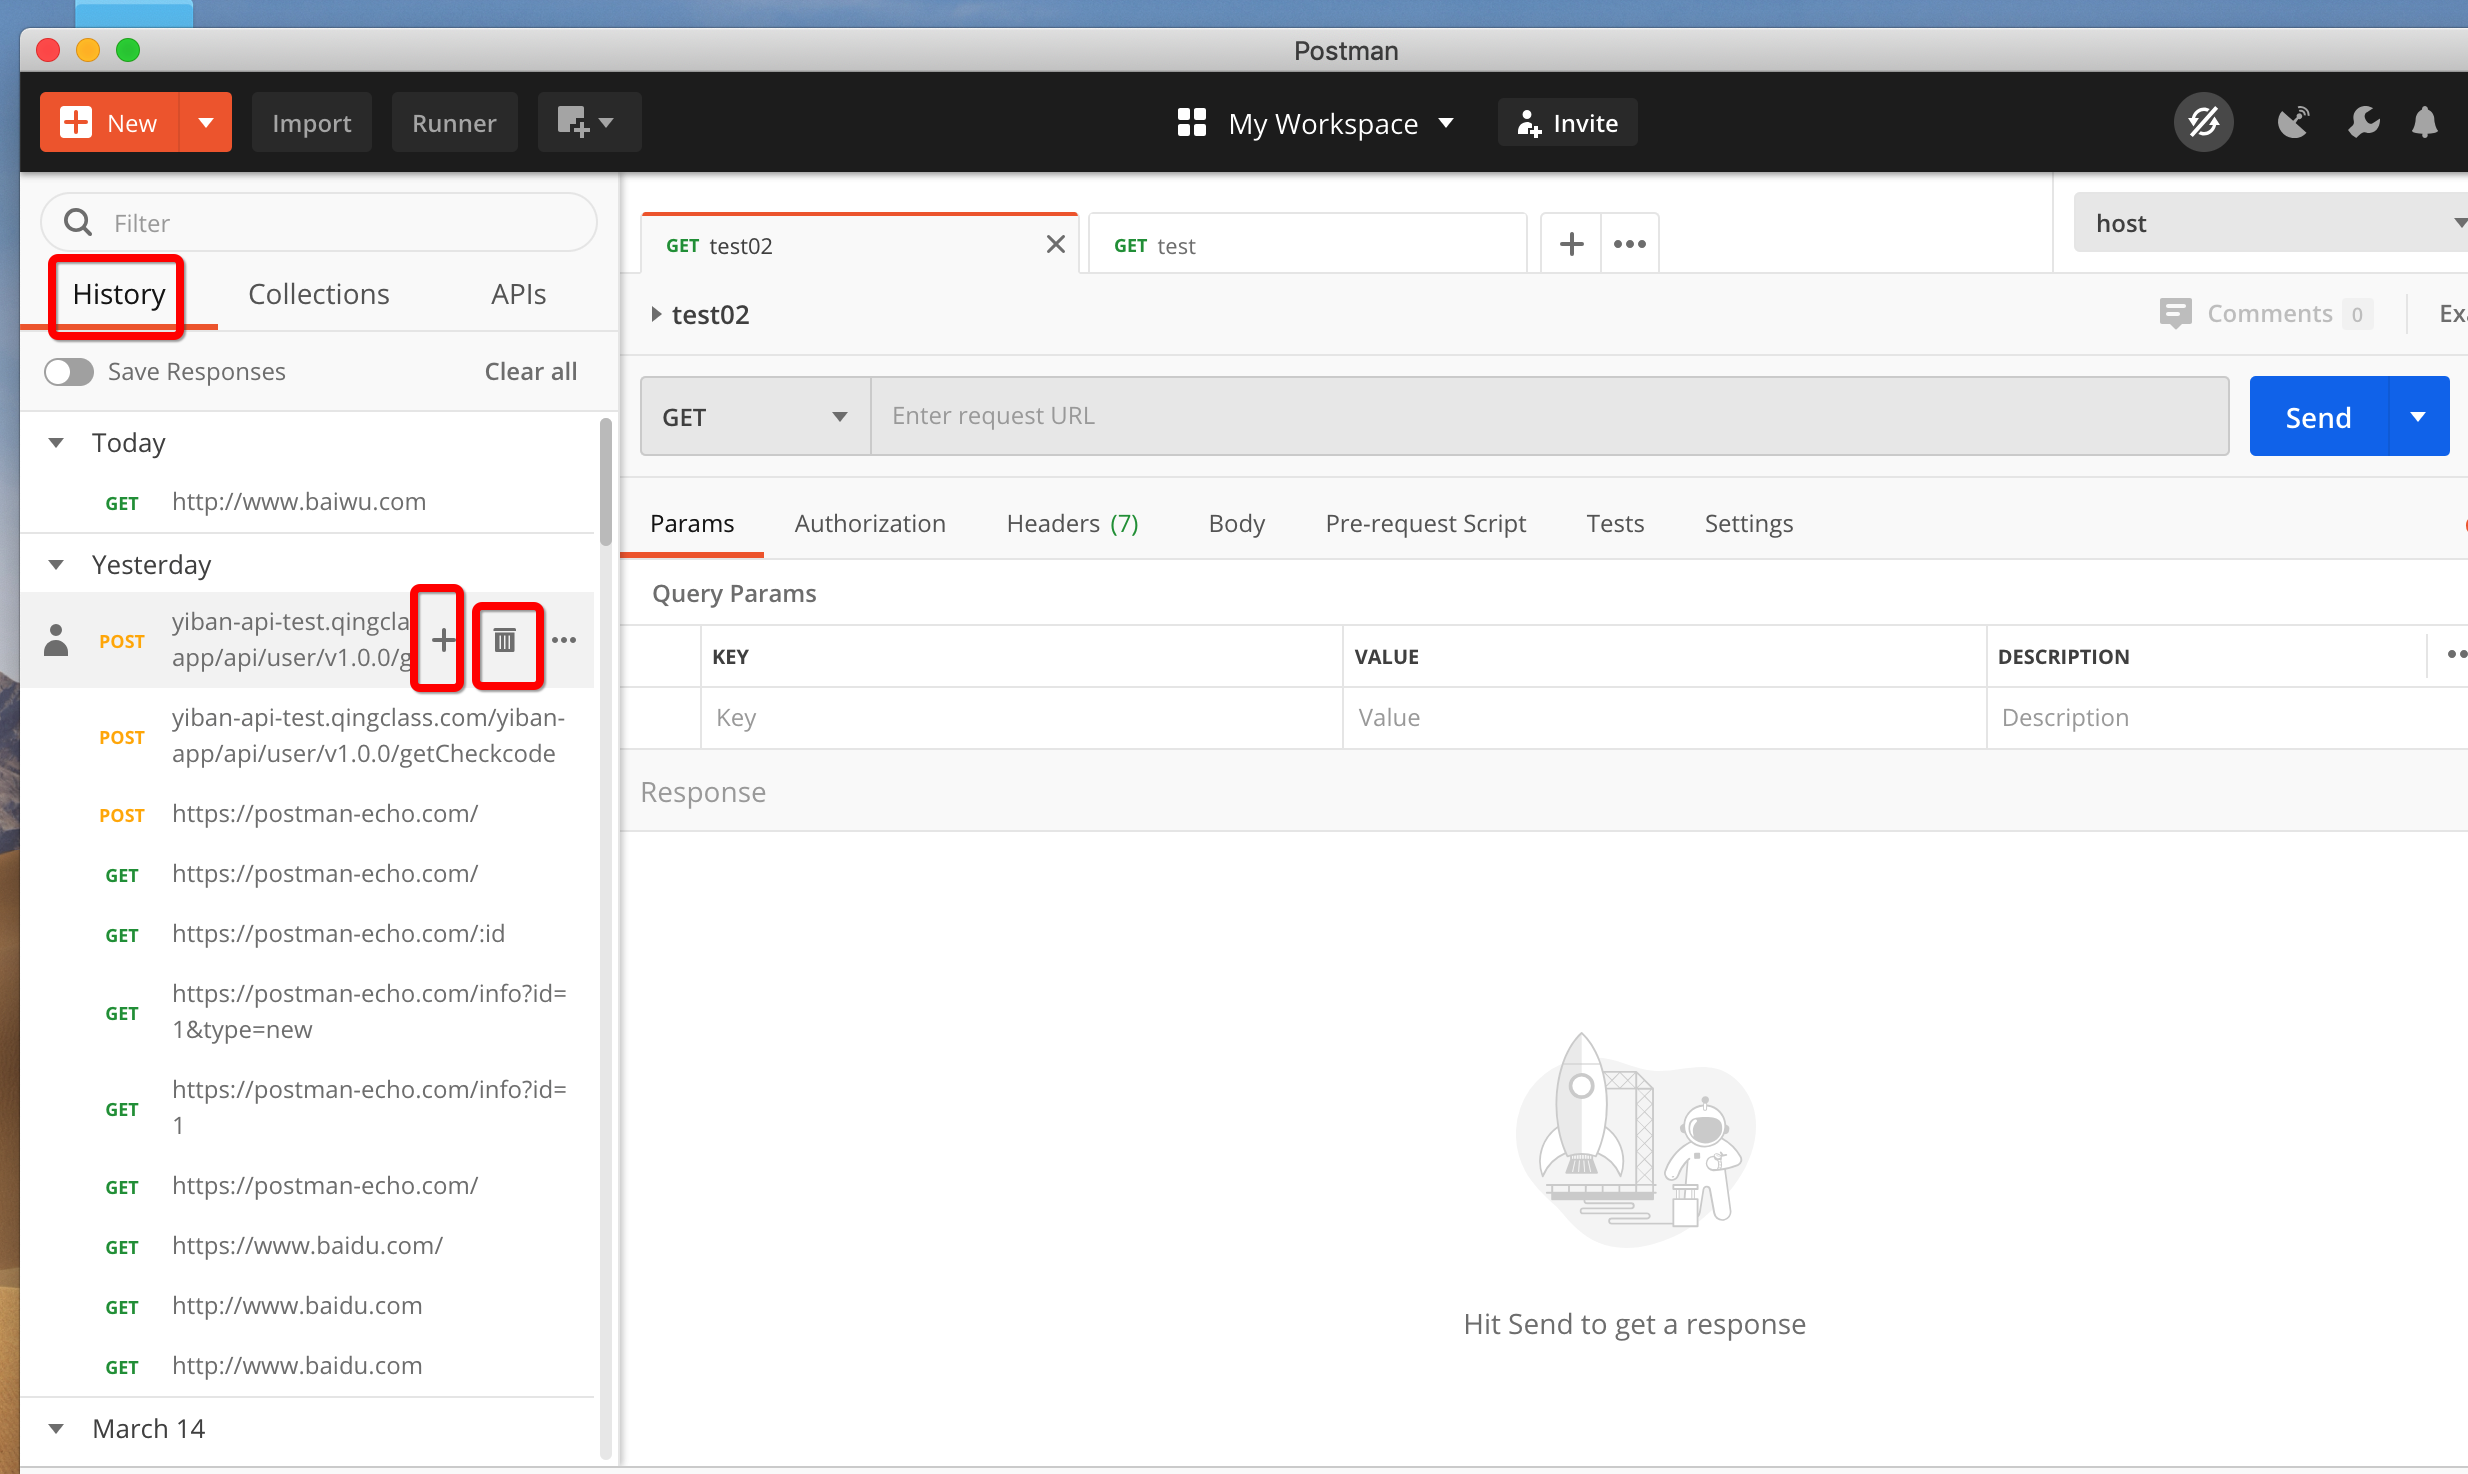 Postman
New
Import
Runner
My Workspace
Invite
Filter
History
Collections
APIs
Save Responses
Clear all
Today
GET http://www.baiwu.com
Yesterday
POST
yiban-api-test.qingcla
app/api/user/v1.0.0/g
POST
yiban-api-test.qingclass.com/yiban-
app/api/user/v1.0.0/getCheckcode
POST https://postman-echo.com/
GET https://postman-echo.com/
GET https://postman-echo.com/:id
GET
https://postman-echo.com/info?id=
1&type=new
GET
https://postman-echo.com/info?id=
1
GET https://postman-echo.com/
GET https://www.baidu.com/
GET http://www.baidu.com
GET http://www.baidu.com
March 14
GET test02
GET test
host
test02
Comments 0
Exa
GET
Enter request URL
Send
Params
Authorization
Headers (7)
Body
Pre-request Script
Tests
Settings
Query Params
KEY
VALUE
DESCRIPTION
Key
Value
Description
Response
Hit Send to get a response